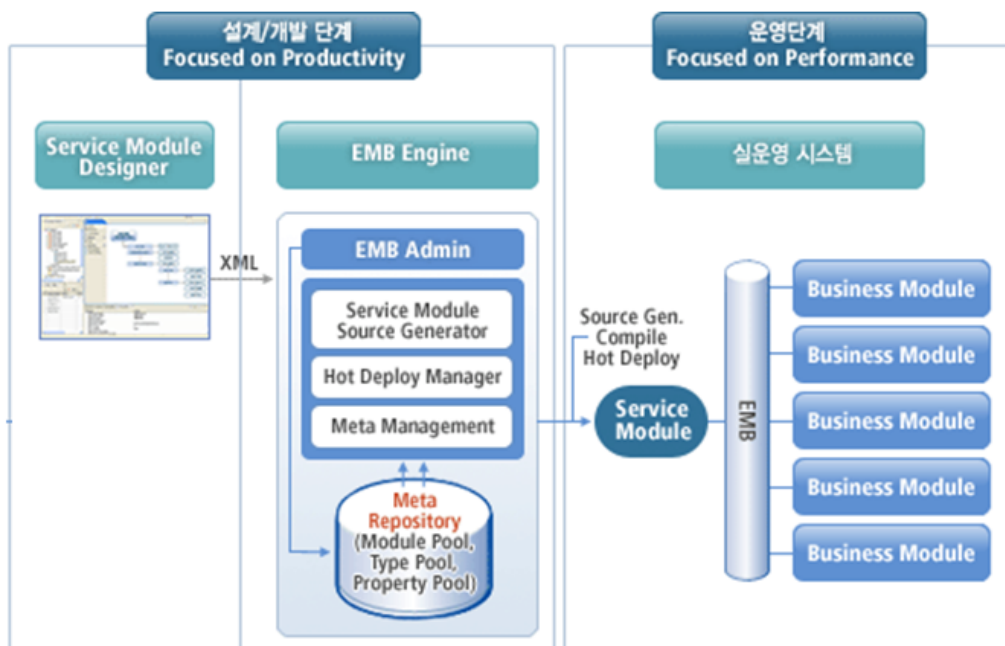 설계/개발 단계
Focused on Productivity
운영단계
Focused on Performance
Service Module
Designer
EMB Engine
실운영 시스템
XML
EMB Admin
Service Module
Source Generator
Hot Deploy Manager
Meta Management
Meta
Repository
(Module Pool,
Type Pool,
Property Pool)
Source Gen.
Compile
Hot Deploy
Service
Module
EMB
Business Module
Business Module
Business Module
Business Module
Business Module